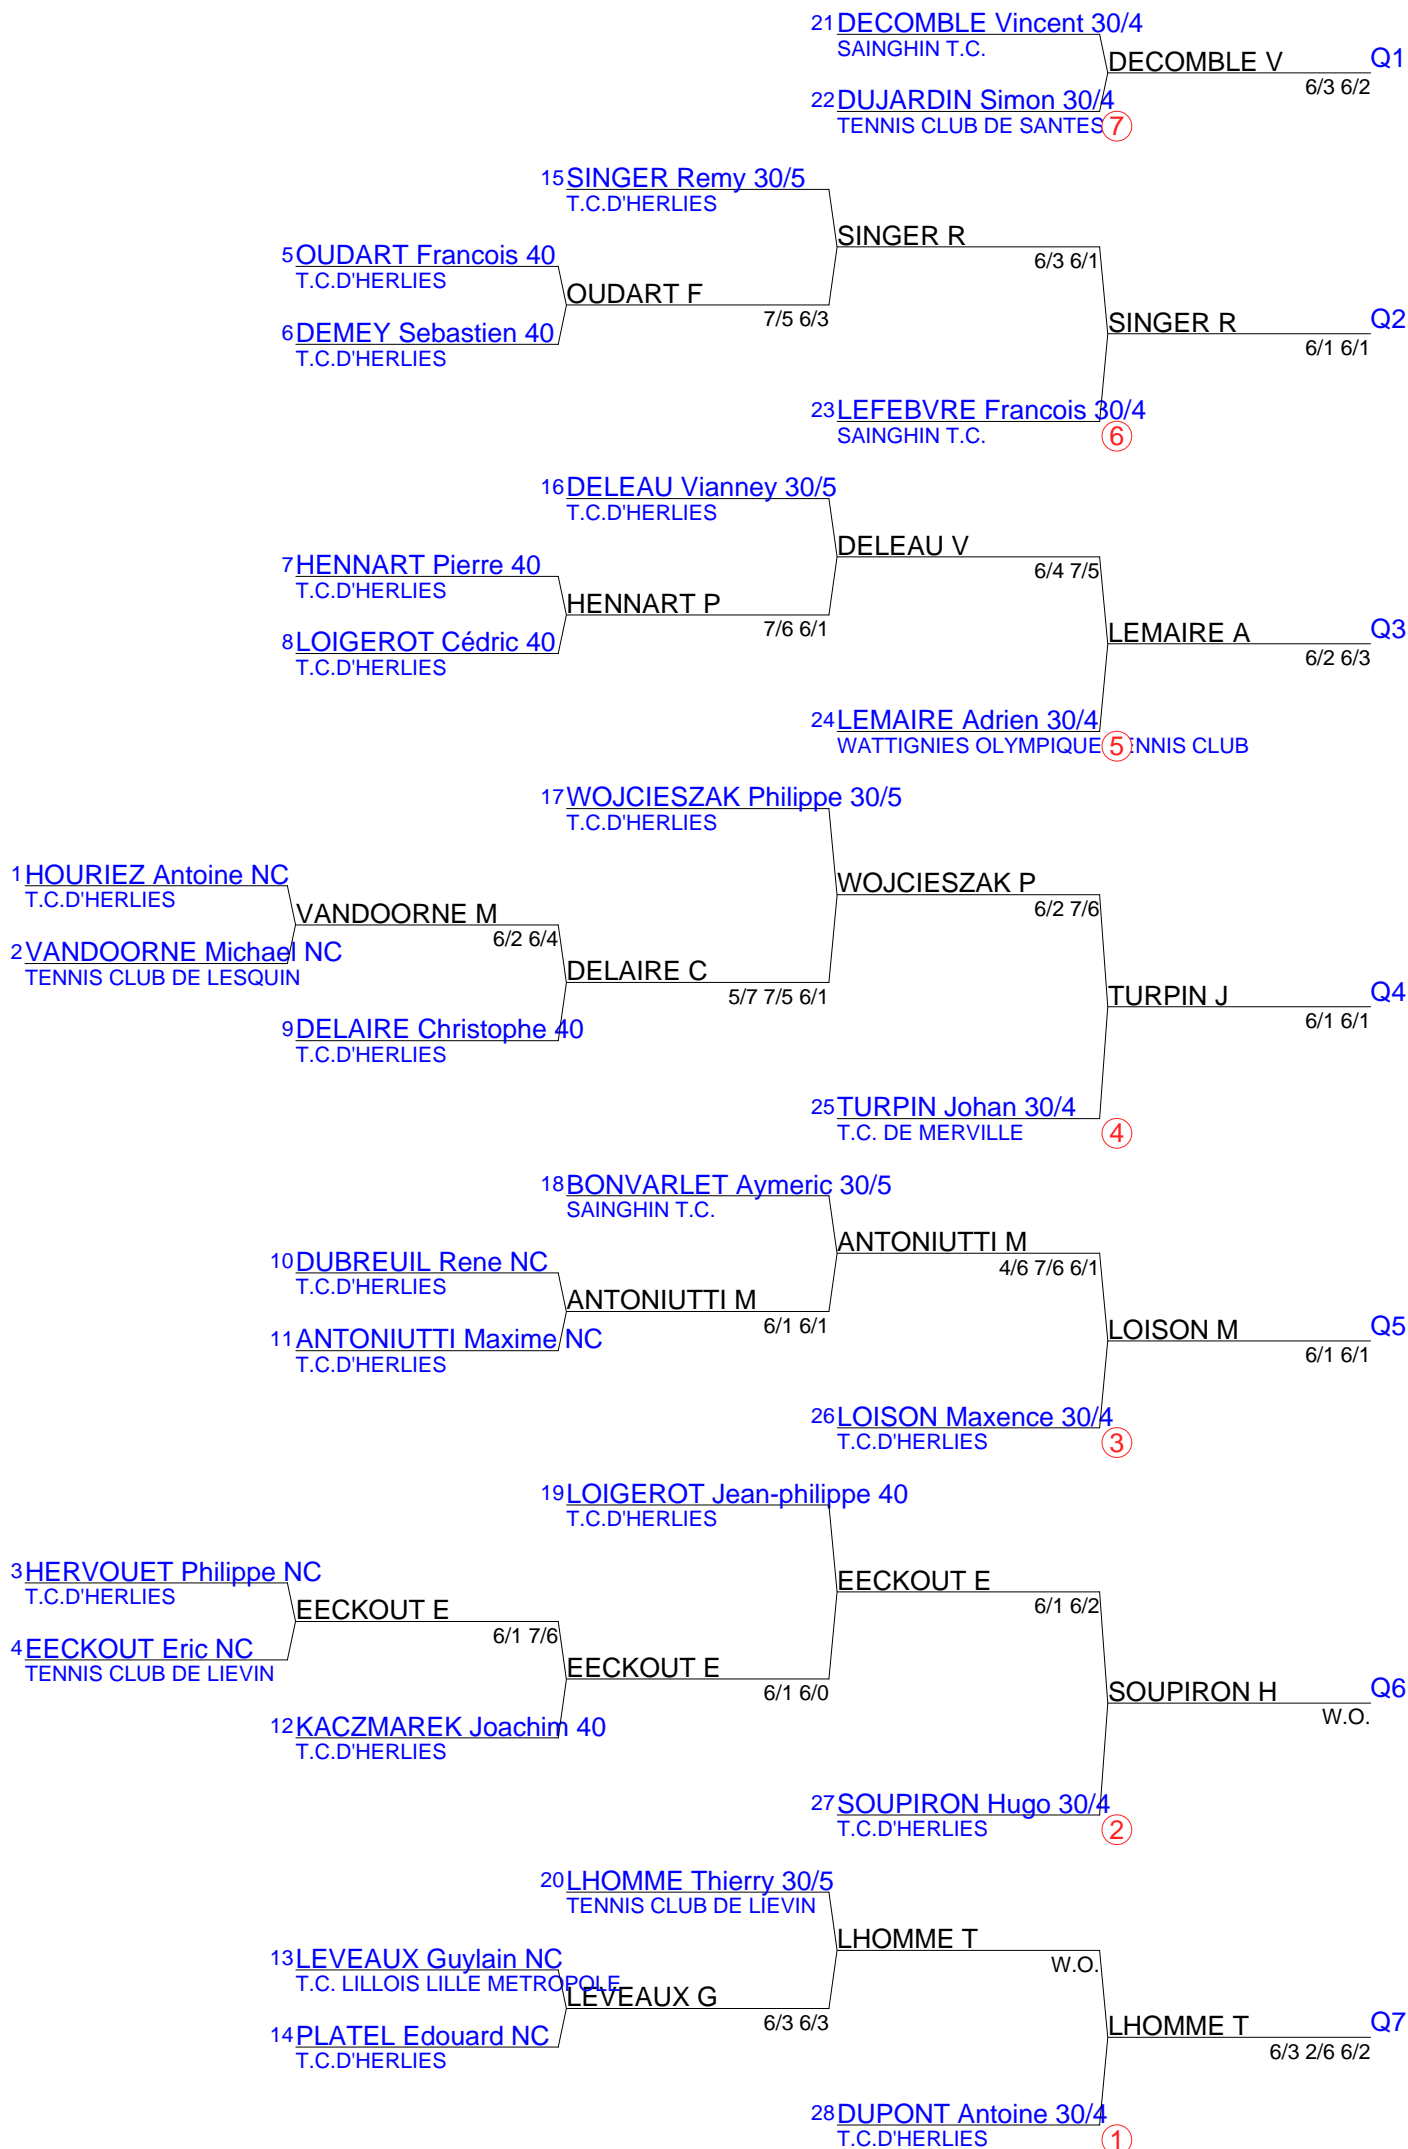 21 DECOMBLE Vincent 30/4
SAINGHIN T.C.
DECOMBLE V
Q1
6/3 6/2
22 DUJARDIN Simon 30/4
TENNIS CLUB DE SANTES
7
15 SINGER Remy 30/5
T.C.D'HERLIES
SINGER R
6/3 6/1
5 OUDART Francois 40
T.C.D'HERLIES
OUDART F
7/5 6/3
6 DEMEY Sebastien 40
T.C.D'HERLIES
SINGER R
Q2
6/1 6/1
23 LEFEBVRE Francois 30/4
SAINGHIN T.C.
6
16 DELEAU Vianney 30/5
T.C.D'HERLIES
DELEAU V
6/4 7/5
7 HENNART Pierre 40
T.C.D'HERLIES
HENNART P
7/6 6/1
8 LOIGEROT Cédric 40
T.C.D'HERLIES
LEMAIRE A
Q3
6/2 6/3
24 LEMAIRE Adrien 30/4
WATTIGNIES OLYMPIQUE TENNIS CLUB
5
17 WOJCIESZAK Philippe 30/5
T.C.D'HERLIES
1 HOURIEZ Antoine NC
T.C.D'HERLIES
WOJCIESZAK P
6/2 7/6
VANDOORNE M
6/2 6/4
2 VANDOORNE Michael NC
TENNIS CLUB DE LESQUIN
DELAIRE C
5/7 7/5 6/1
9 DELAIRE Christophe 40
T.C.D'HERLIES
TURPIN J
Q4
6/1 6/1
25 TURPIN Johan 30/4
T.C. DE MERVILLE
4
18 BONVARLET Aymeric 30/5
SAINGHIN T.C.
ANTONIUTTI M
4/6 7/6 6/1
10 DUBREUIL Rene NC
T.C.D'HERLIES
ANTONIUTTI M
6/1 6/1
11 ANTONIUTTI Maxime NC
T.C.D'HERLIES
LOISON M
Q5
6/1 6/1
26 LOISON Maxence 30/4
T.C.D'HERLIES
3
19 LOIGEROT Jean-philippe 40
T.C.D'HERLIES
3 HERVOUET Philippe NC
T.C.D'HERLIES
EECKOUT E
6/1 6/2
EECKOUT E
6/1 7/6
4 EECKOUT Eric NC
TENNIS CLUB DE LIEVIN
EECKOUT E
6/1 6/0
12 KACZMAREK Joachim 40
T.C.D'HERLIES
SOUPIRON H
Q6
W.O.
27 SOUPIRON Hugo 30/4
T.C.D'HERLIES
2
20 LHOMME Thierry 30/5
TENNIS CLUB DE LIEVIN
LHOMME T
W.O.
13 LEVEAUX Guylain NC
T.C. LILLOIS LILLE METROPOLE
LEVEAUX G
6/3 6/3
14 PLATEL Edouard NC
T.C.D'HERLIES
LHOMME T
Q7
6/3 2/6 6/2
28 DUPONT Antoine 30/4
T.C.D'HERLIES
1